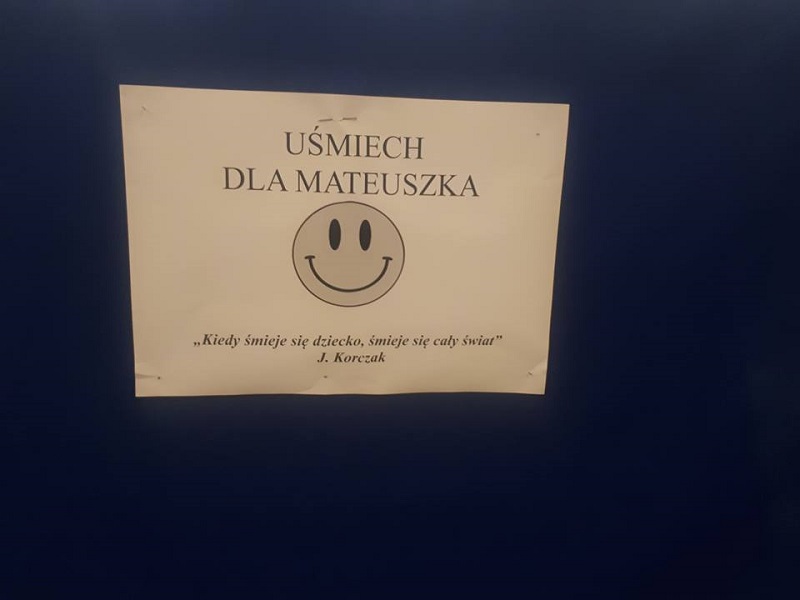 UŚMIECH
DLA MATEUSZKA
„Kiedy śmieje się dziecko, śmieje się cały świat”
J. Korczak